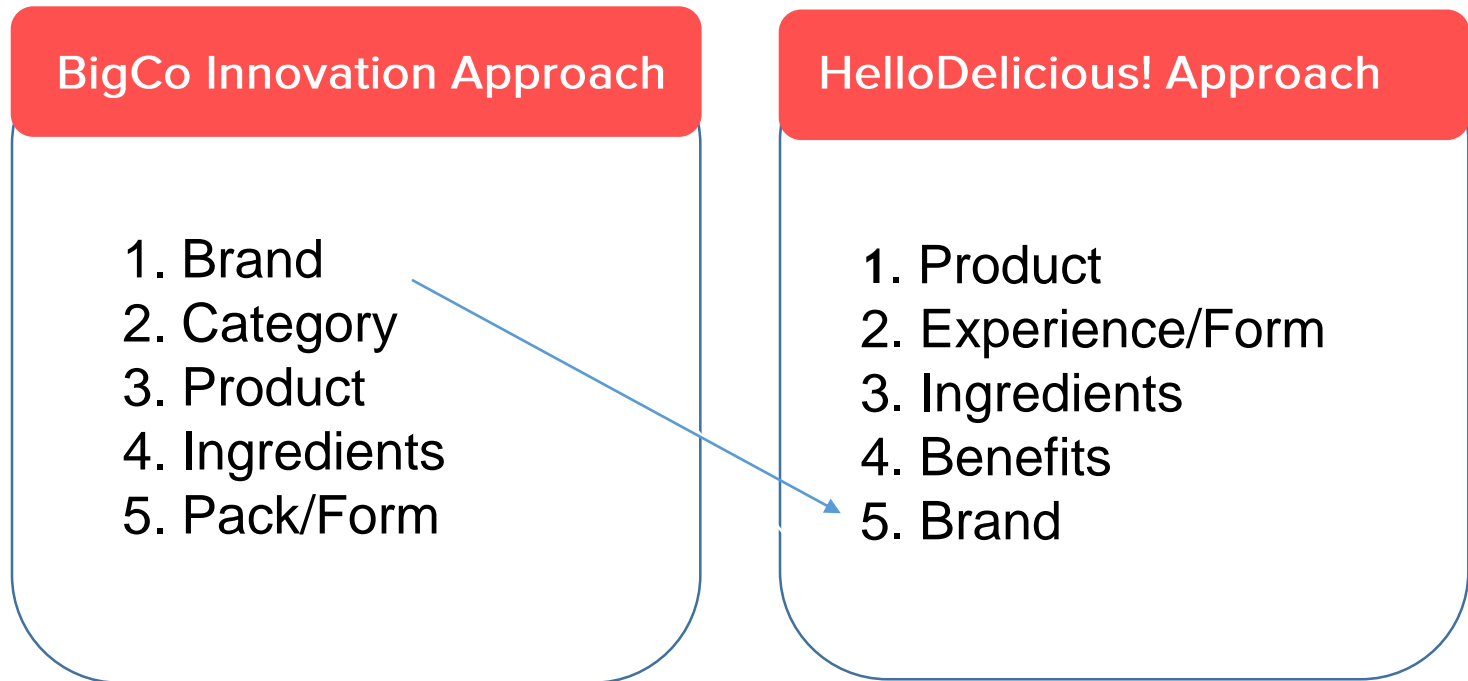 BigCo Innovation Approach
1. Brand
2. Category
3. Product
4. Ingredients
5. Pack/Form
HelloDelicious! Approach
1. Product
2. Experience/Form
3. Ingredients
4. Benefits
5. Brand